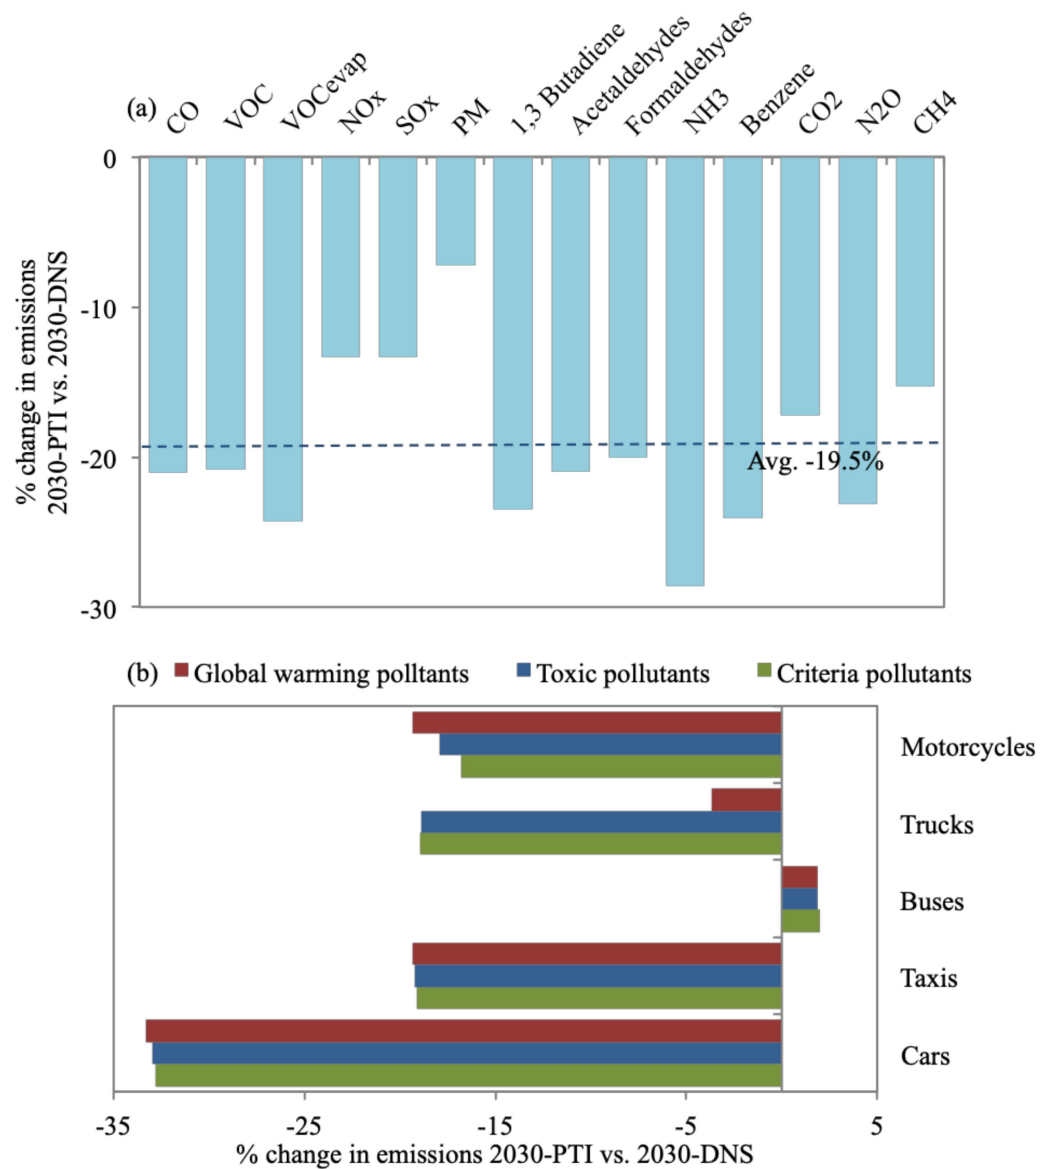 (a)
CO
VOC
VOCevap
NOx
SOx
PM
1,3 Butadiene
Acetaldehydes
Formaldehydes
NH3
Benzene
CO2
N2O
CH4
0
-10
-20
-30
% change in emissions
2030-PTI vs. 2030-DNS
Avg. -19.5%
(b)
Global warming polltants
Toxic pollutants
Criteria pollutants
Motorcycles
Trucks
Buses
Taxis
Cars
-35
-25
-15
-5
5
% change in emissions 2030-PTI vs. 2030-DNS